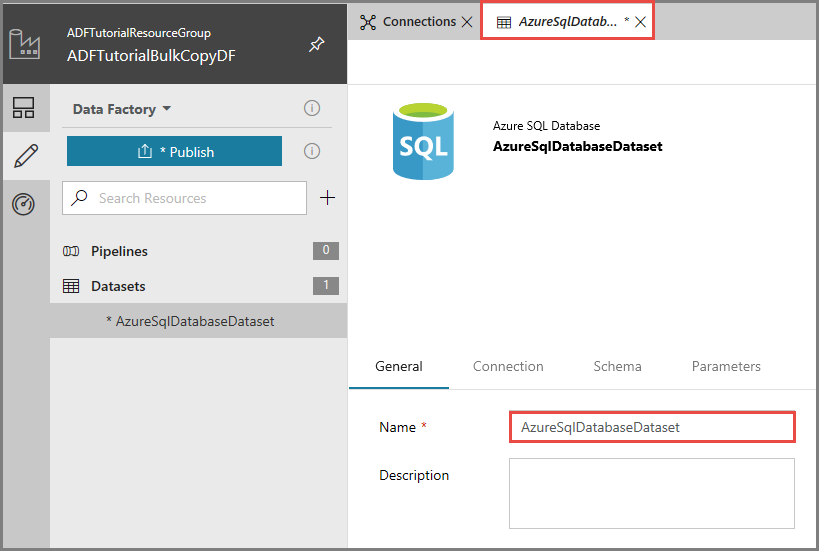 ADFTutorialResourceGroup
ADFTutorialBulkCopyDF
Connections
AzureSqlDatab... *
Data Factory
* Publish
Search Resources
Pipelines 0
Datasets 1
* AzureSqlDatabaseDataset
SQL
Azure SQL Database
AzureSqlDatabaseDataset
General Connection Schema Parameters
Name * AzureSqlDatabaseDataset
Description